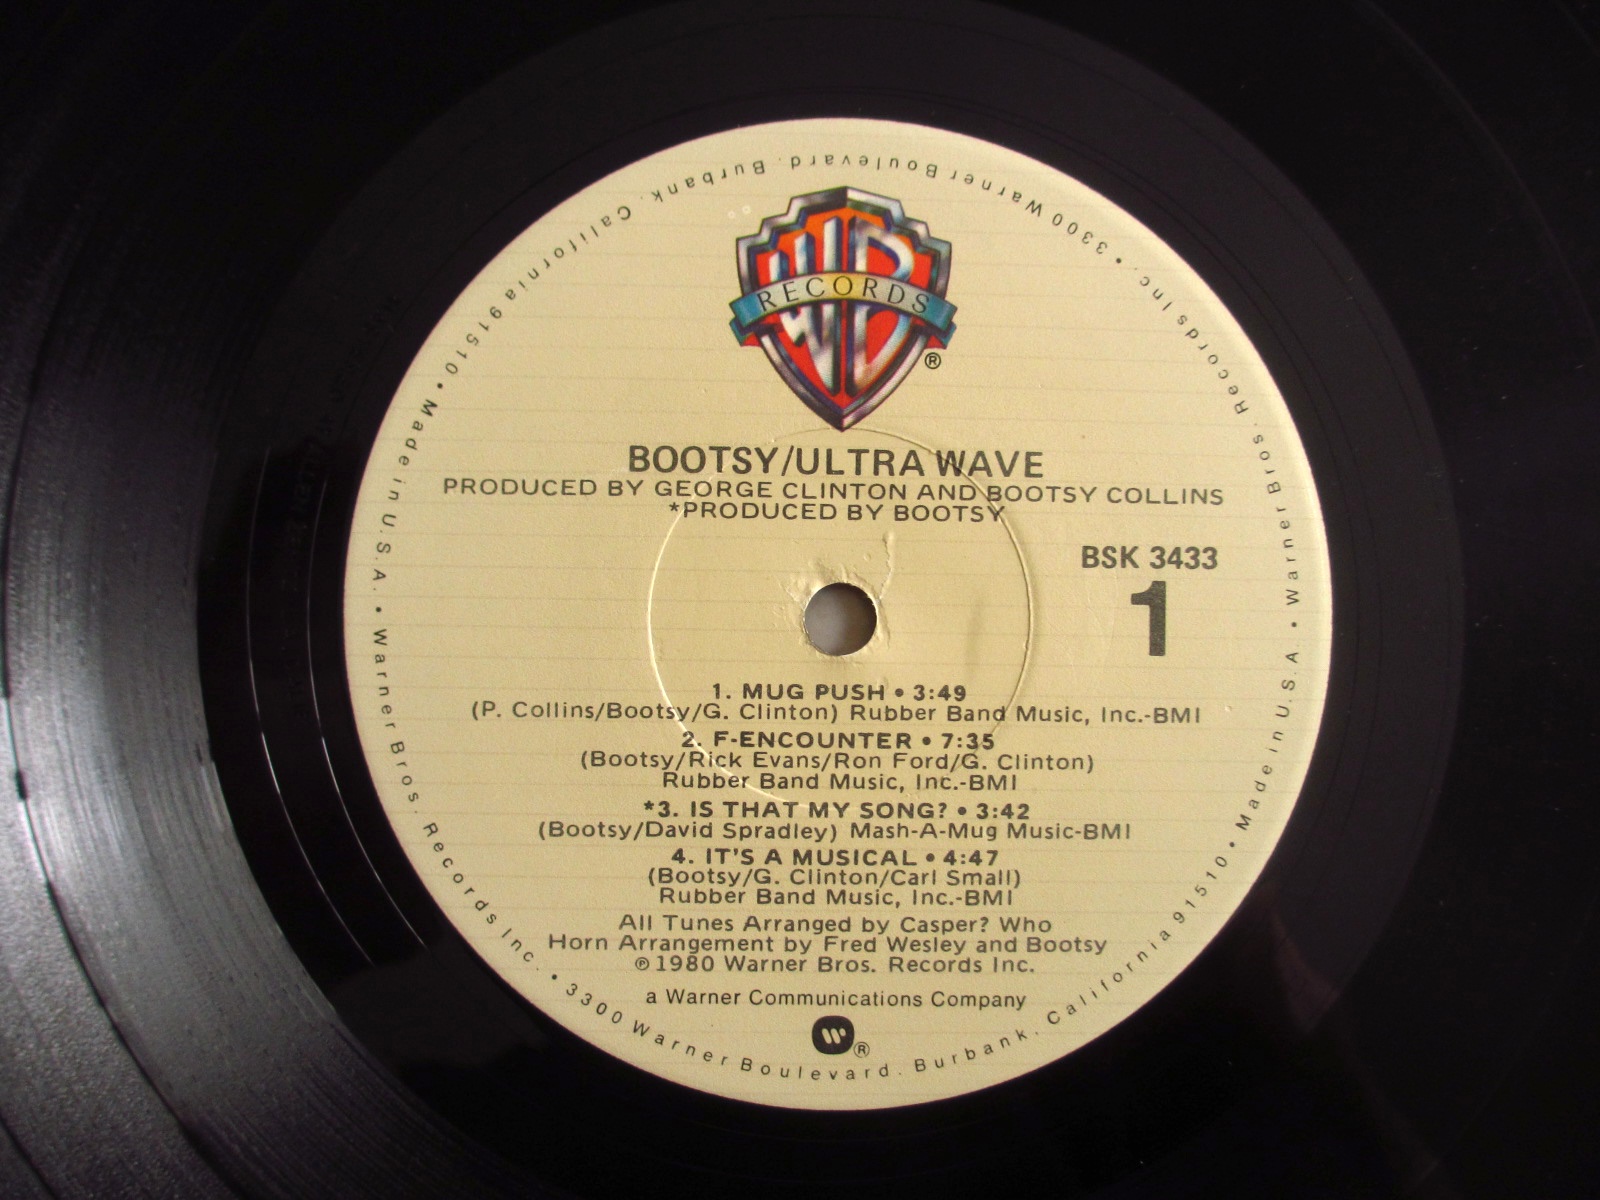 WB
RECORDS
®
BOOTSY/ULTRA WAVE
PRODUCED BY GEORGE CLINTON AND BOOTSY COLLINS
*PRODUCED BY BOOTSY
BSK 3433
1
1. MUG PUSH • 3:49
(P. Collins/Bootsy/G. Clinton) Rubber Band Music, Inc.-BMI
2. F-ENCOUNTER • 7:35
(Bootsy/Rick Evans/Ron Ford/G. Clinton)
Rubber Band Music, Inc.-BMI
*3. IS THAT MY SONG? • 3:42
(Bootsy/David Spradley) Mash-A-Mug Music-BMI
4. IT'S A MUSICAL • 4:47
(Bootsy/G. Clinton/Carl Small)
Rubber Band Music, Inc.-BMI
All Tunes Arranged by Casper? Who
Horn Arrangement by Fred Wesley and Bootsy
℗ 1980 Warner Bros. Records Inc.
a Warner Communications Company
®
Warner Bros. Records Inc. • 3300 Warner Boulevard. Burbank. California 91510 • Made in U.S.A. •
Warner Bros. Records Inc. • 3300 Warner Boulevard. Burbank. California 91510 • Made in U.S.A. •